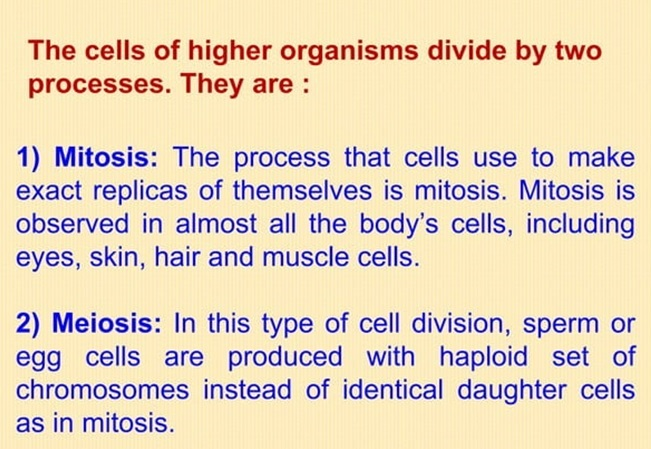 The cells of higher organisms divide by two
processes. They are :
1) Mitosis: The process that cells use to make
exact replicas of themselves is mitosis. Mitosis is
observed in almost all the body’s cells, including
eyes, skin, hair and muscle cells.
2) Meiosis: In this type of cell division, sperm or
egg cells are produced with haploid set of
chromosomes instead of identical daughter cells
as in mitosis.